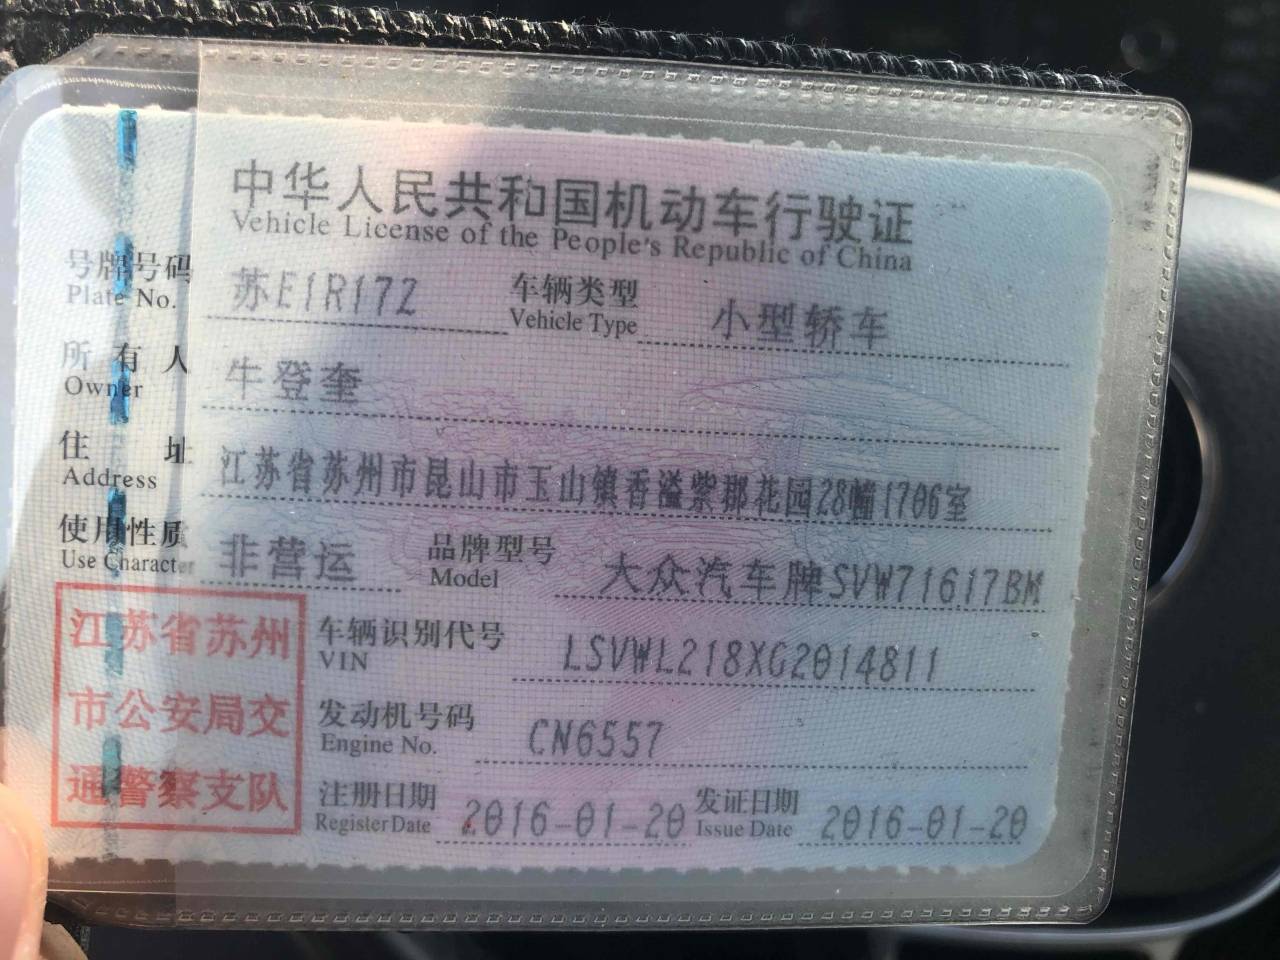 中华人民共和国机动车行驶证
Vehicle License of the People's Republic of China
号牌号码 苏E1R172 车辆类型 小型轿车
Plate No. Vehicle Type
所有人 牛登奎
Owner
住址 江苏省苏州市昆山市玉山镇香溢紫郡花园28幢1706室
Address
使用性质 非营运 品牌型号 大众汽车牌SVW71617BM
Use Character Model
江苏省苏州
市公安局交
通警察支队
车辆识别代号 LSVWL218XG2014811
VIN
发动机号码 CN6557
Engine No.
注册日期 2016-01-20 发证日期 2016-01-20
Register Date Issue Date